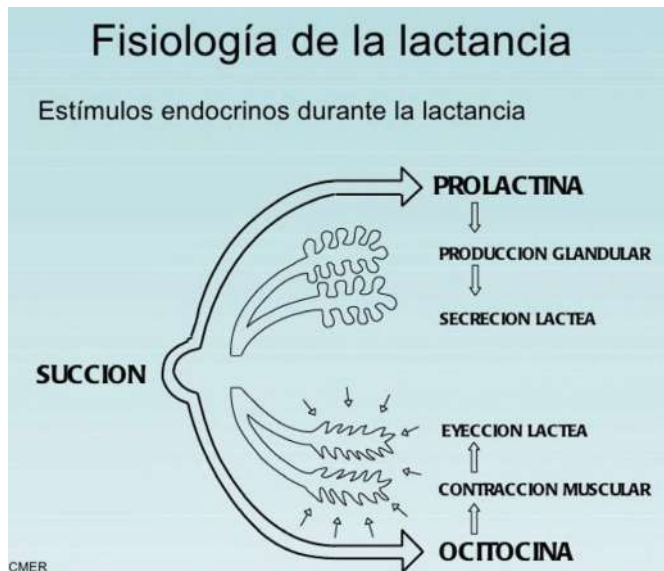 Fisiología de la lactancia
Estímulos endocrinos durante la lactancia
PROLACTINA
PRODUCCION GLANDULAR
SECRECION LACTEA
SUCCION
EYECCION LACTEA
CONTRACCION MUSCULAR
OCITOCINA
CMER